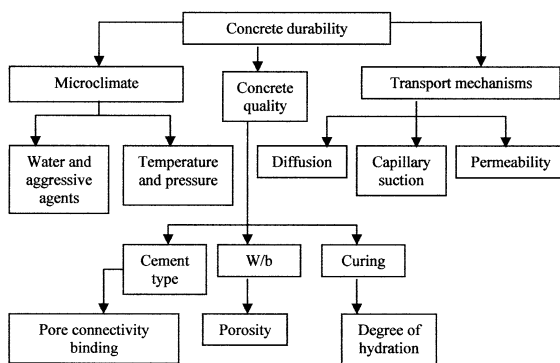 Concrete durability
Microclimate
Concrete
quality
Transport mechanisms
Water and
aggressive
agents
Temperature
and pressure
Diffusion
Capillary
suction
Permeability
Cement
type
W/b
Curing
Pore connectivity
binding
Porosity
Degree of
hydration